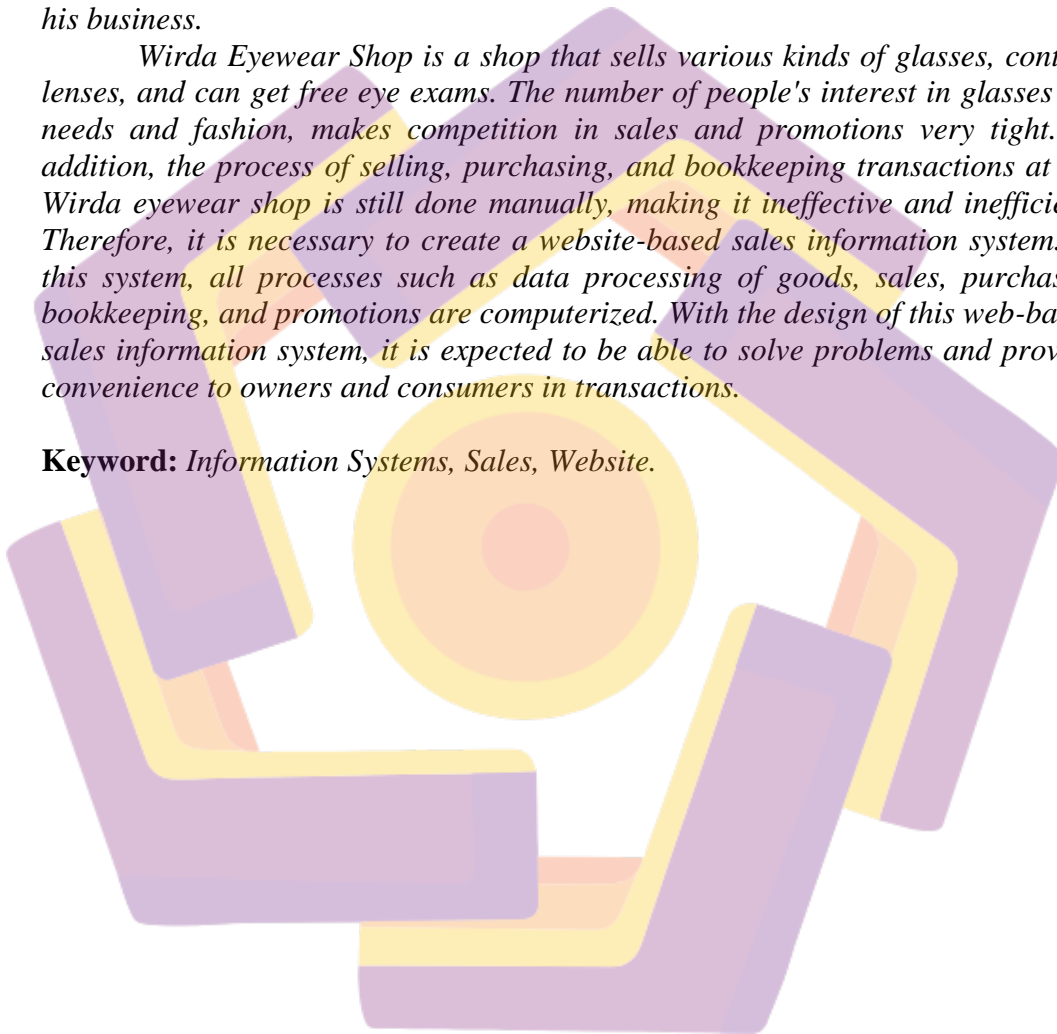 his business.
Wirda Eyewear Shop is a shop that sells various kinds of glasses, cont
lenses, and can get free eye exams. The number of people's interest in glasses
needs and fashion, makes competition in sales and promotions very tight.
addition, the process of selling, purchasing, and bookkeeping transactions at
Wirda eyewear shop is still done manually, making it ineffective and inefficie
Therefore, it is necessary to create a website-based sales information system.
this system, all processes such as data processing of goods, sales, purchas
bookkeeping, and promotions are computerized. With the design of this web-ba
sales information system, it is expected to be able to solve problems and prov
convenience to owners and consumers in transactions.
Keyword: Information Systems, Sales, Website.